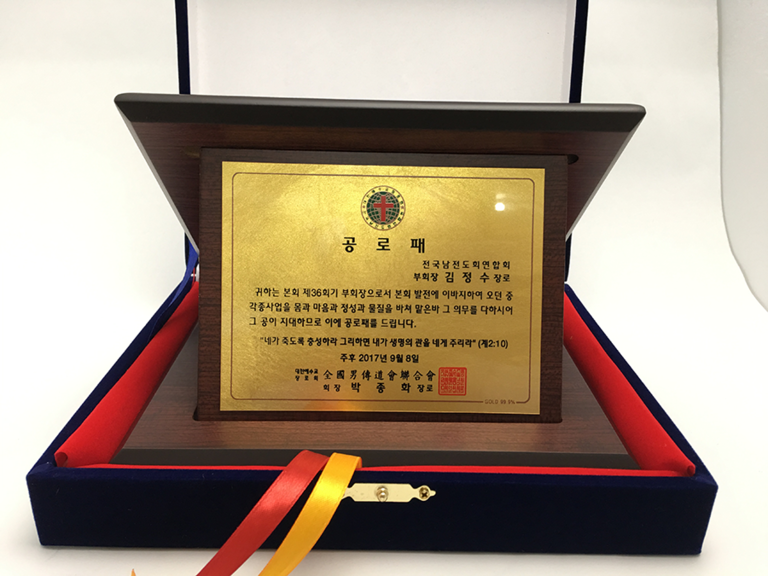 공로패
전국남전도회연합회
부회장 김정수 장로
귀하는 본회 제36회기 부회장으로서 본회 발전에 이바지하여 오던 중
각종사업을 몸과 마음과 정성과 물질을 바쳐 맡은바 그 의무를 다하시어
그 공이 지대하므로 이에 공로패를 드립니다.
"네가 죽도록 충성하라 그리하면 내가 생명의 관을 네게 주리라" (계2:10)
주후 2017년 9월 8일
대한예수교
장로회 全國男傳道會聯合會
회장 박종화 장로
GOLD 99.9%